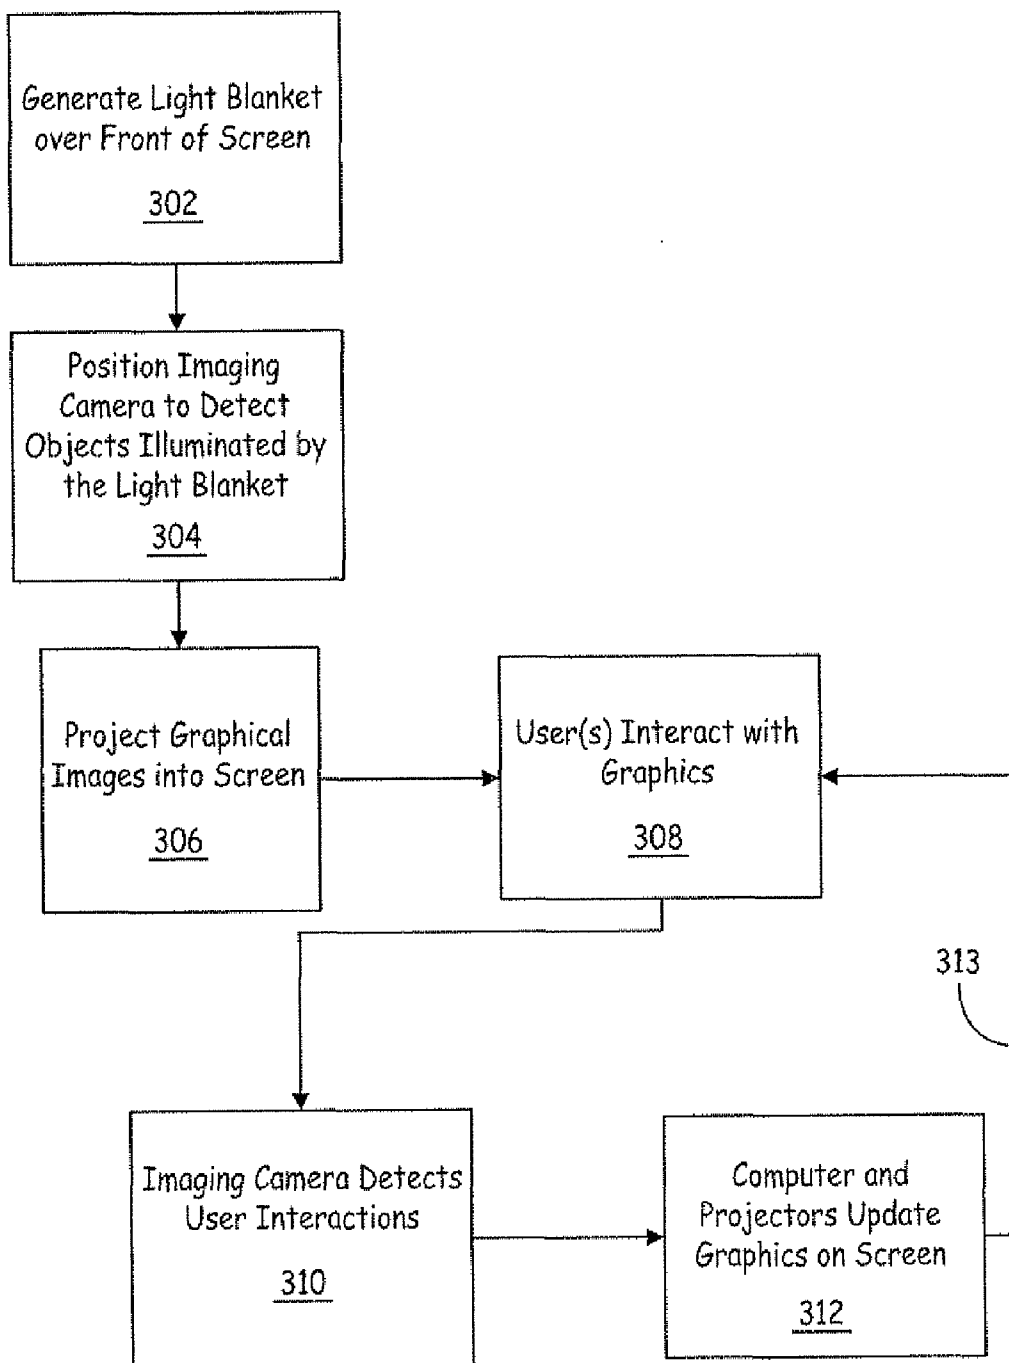 Generate Light Blanket
over Front of Screen
302
Position Imaging
Camera to Detect
Objects Illuminated by
the Light Blanket
304
Project Graphical
Images into Screen
306
User(s) Interact with
Graphics
308
313
Imaging Camera Detects
User Interactions
310
Computer and
Projectors Update
Graphics on Screen
312